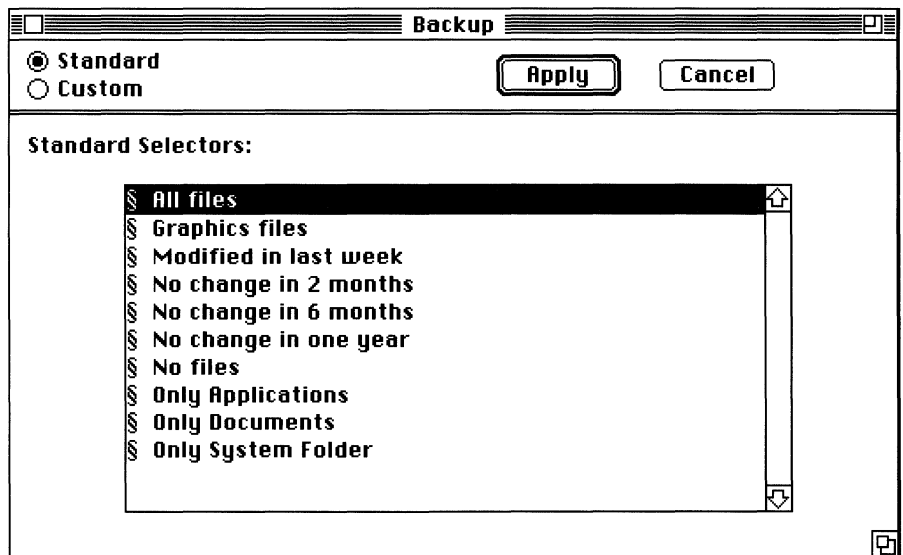 Backup
Standard
Custom
Apply
Cancel
Standard Selectors:
§ All files
§ Graphics files
§ Modified in last week
§ No change in 2 months
§ No change in 6 months
§ No change in one year
§ No files
§ Only Applications
§ Only Documents
§ Only System Folder